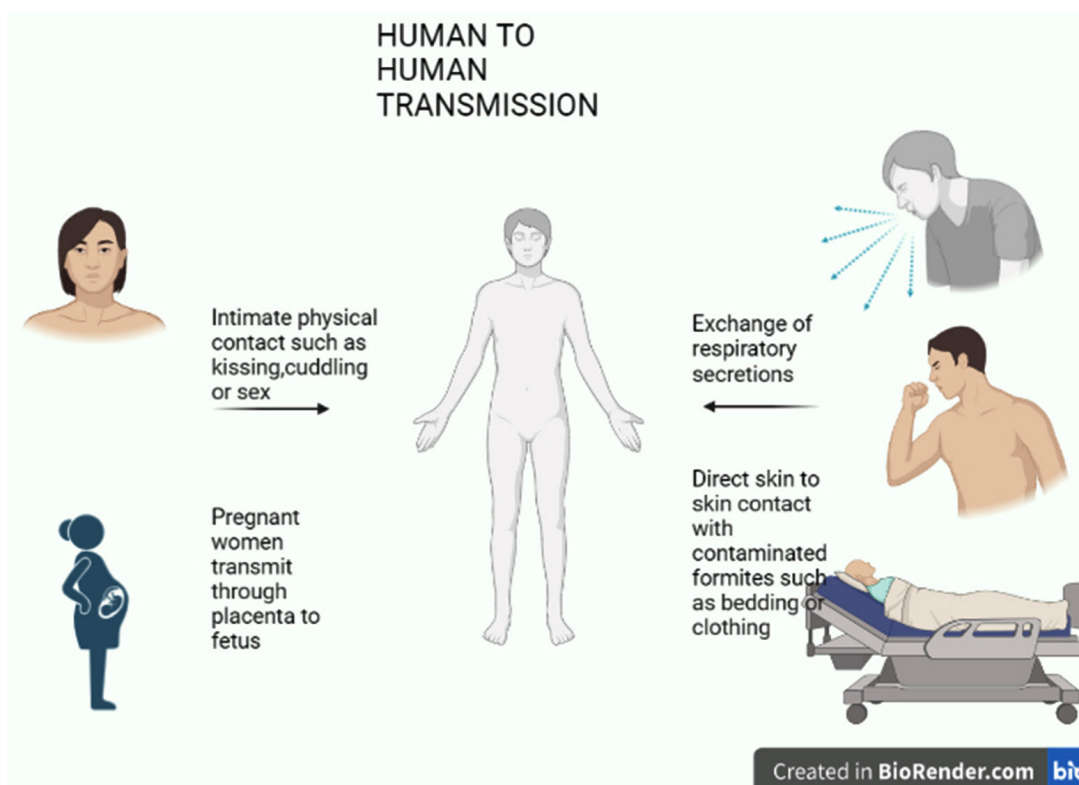 HUMAN TO
HUMAN
TRANSMISSION
Intimate physical
contact such as
kissing,cuddling
or sex
Pregnant
women
transmit
through
placenta to
fetus
Exchange of
respiratory
secretions
Direct skin to
skin contact
with
contaminated
formites such
as bedding or
clothing
Created in BioRender.com bio